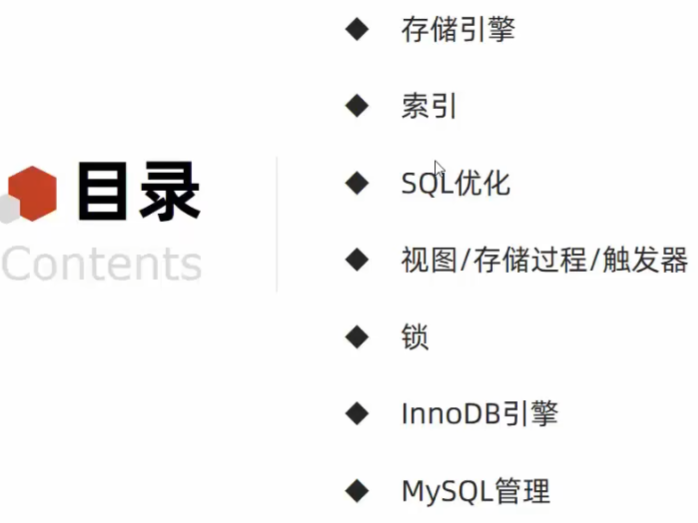 目录
Contents
存储引擎
索引
SQL优化
视图/存储过程/触发器
锁
InnoDB引擎
MySQL管理